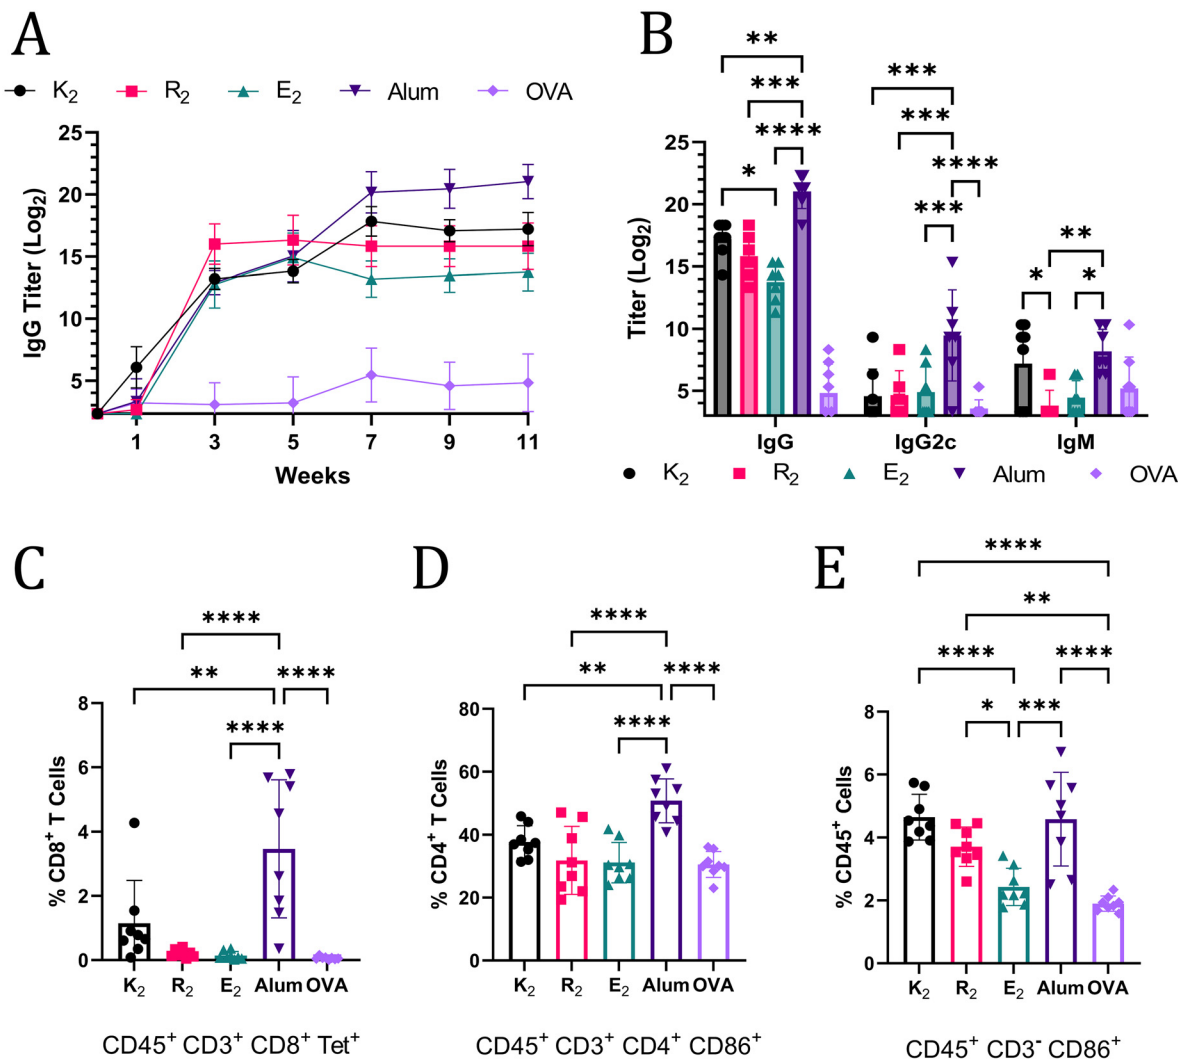 A
B
K2 R2 E2 Alum OVA
25
20
15
10
5
IgG Titer (Log2)
1 3 5 7 9 11
Weeks
** *** **** * *** *** **** *** ** * *
25
20
15
10
5
Titer (Log2)
IgG IgG2c IgM
K2 R2 E2 Alum OVA
C
D
E
****
** ****
****
8
6
4
2
0
% CD8+ T Cells
K2 R2 E2 Alum OVA
CD45+ CD3+ CD8+ Tet+
****
** ****
****
80
60
40
20
0
% CD4+ T Cells
K2 R2 E2 Alum OVA
CD45+ CD3+ CD4+ CD86+
****
**
**** ****
* ***
8
6
4
2
0
% CD45+ Cells
K2 R2 E2 Alum OVA
CD45+ CD3- CD86+